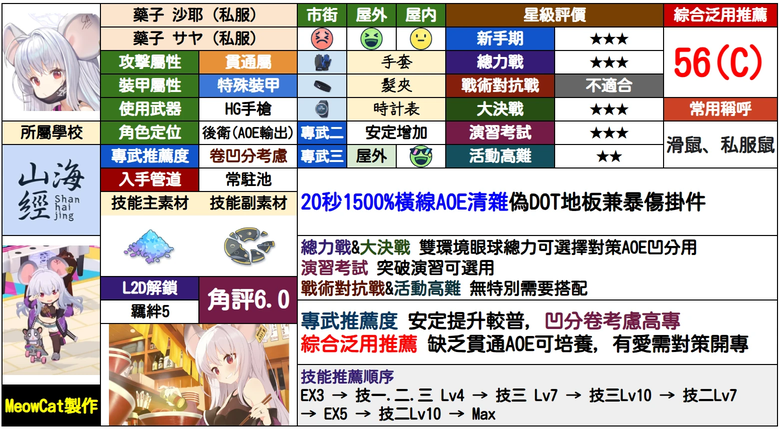 藥子 沙耶（私服）
藥子 サヤ（私服）
市街 屋外 屋内
星級評價
綜合泛用推薦
新手期 ★★★
56(C)
攻擊屬性 貫通屬
手套
總力戰 ★★★
裝甲屬性 特殊裝甲
髮夾
戰術對抗戰 不適合
使用武器 HG手槍
時計表
大決戰 ★★★
常用稱呼
所屬學校
角色定位 後衛(AOE輸出)
專武二 安定增加
演習考試 ★★★
滑鼠、私服鼠
專武推薦度 卷凹分考慮
專武三 屋外
活動高難 ★★
山海經
Shan
hai
jing
入手管道 常駐池
技能主素材 技能副素材
20秒1500%橫線AOE清雜偽DOT地板兼暴傷掛件
總力戰&大決戰 雙環境眼球總力可選擇對策AOE凹分用
演習考試 突破演習可選用
戰術對抗戰&活動高難 無特別需要搭配
L2D解鎖
羈絆5
角評6.0
專武推薦度 安定提升較普，凹分卷考慮高專
綜合泛用推薦 缺乏貫通AOE可培養，有愛需對策開專
技能推薦順序
EX3 → 技一.二.三 Lv4 → 技三 Lv7 → 技三Lv10 → 技二Lv7
→ EX5 → 技二Lv10 → Max
MeowCat製作